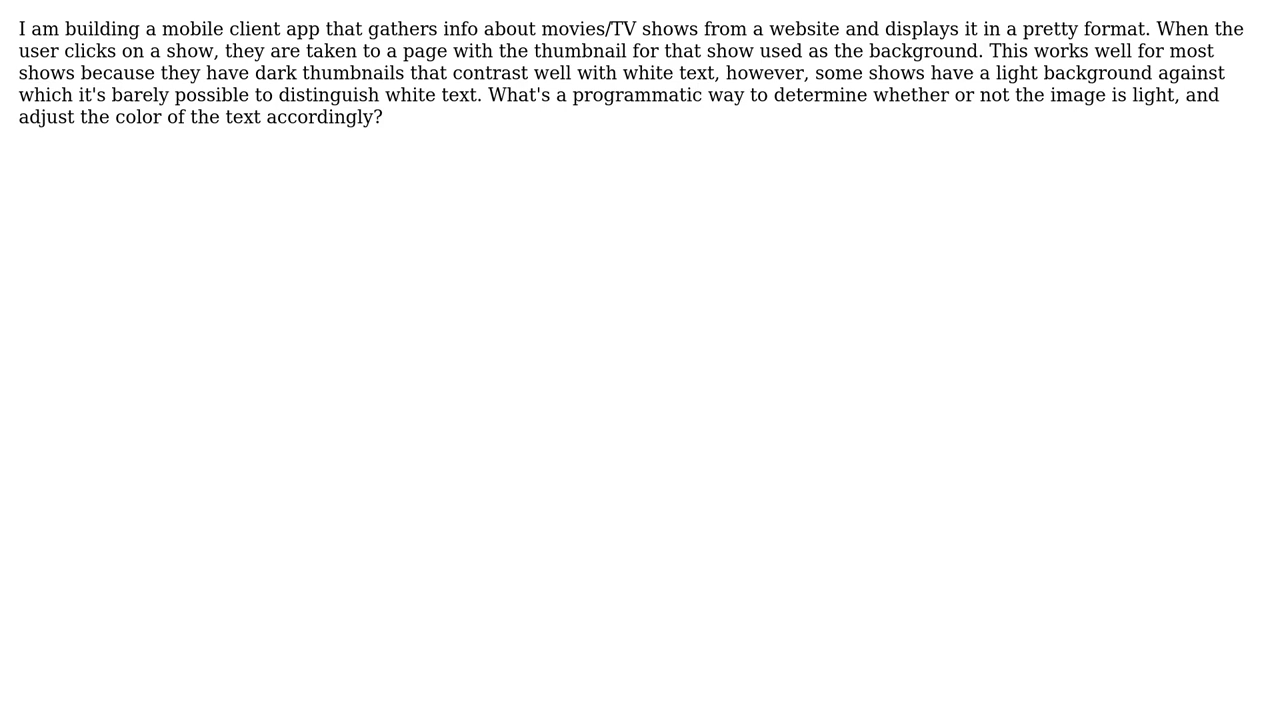 I am building a mobile client app that gathers info about movies/TV shows from a website and displays it in a pretty format. When the
user clicks on a show, they are taken to a page with the thumbnail for that show used as the background. This works well for most
shows because they have dark thumbnails that contrast well with white text, however, some shows have a light background against
which it's barely possible to distinguish white text. What's a programmatic way to determine whether or not the image is light, and
adjust the color of the text accordingly?